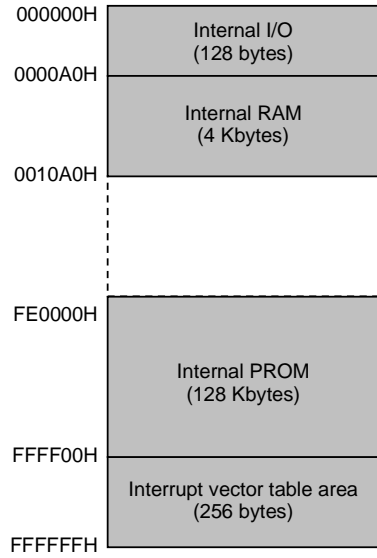 000000H
Internal I/O
(128 bytes)
0000A0H
Internal RAM
(4 Kbytes)
0010A0H
FE0000H
Internal PROM
(128 Kbytes)
FFFF00H
Interrupt vector table area
(256 bytes)
FFFFFFH